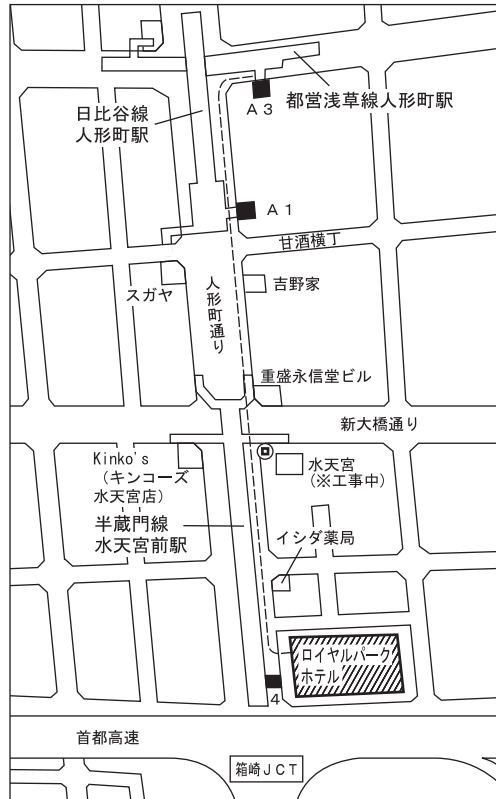 日比谷線
人形町駅
都営浅草線人形町駅
A3
A1
甘酒横丁
スガヤ
人形町通り
吉野家
重盛永信堂ビル
新大橋通り
Kinko's
(キンコーズ
水天宮店)
水天宮
(※工事中)
半蔵門線
水天宮前駅
イシダ薬局
ロイヤルパーク
ホテル
4
首都高速
箱崎JCT